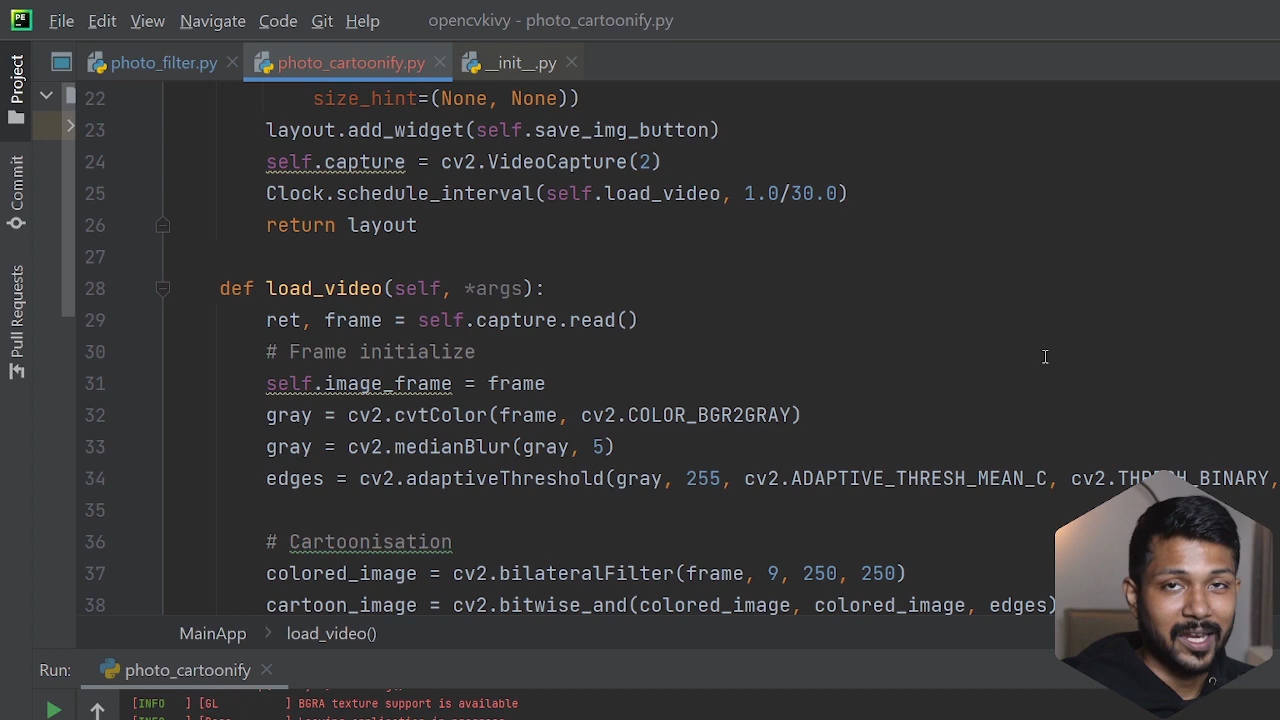 PE File Edit View Navigate Code Git Help opencvkivy - photo_cartoonify.py
Project
Commit
Pull Requests
photo_filter.py photo_cartoonify.py __init__.py
22 size_hint=(None, None))
23 layout.add_widget(self.save_img_button)
24 self.capture = cv2.VideoCapture(2)
25 Clock.schedule_interval(self.load_video, 1.0/30.0)
26 return layout
27
28 def load_video(self, *args):
29 ret, frame = self.capture.read()
30 # Frame initialize
31 self.image_frame = frame
32 gray = cv2.cvtColor(frame, cv2.COLOR_BGR2GRAY)
33 gray = cv2.medianBlur(gray, 5)
34 edges = cv2.adaptiveThreshold(gray, 255, cv2.ADAPTIVE_THRESH_MEAN_C, cv2.THRESH_BINARY,
35
36 # Cartoonisation
37 colored_image = cv2.bilateralFilter(frame, 9, 250, 250)
38 cartoon_image = cv2.bitwise_and(colored_image, colored_image, edges)
MainApp load_video()
Run: photo_cartoonify
[INFO ] [GL ] BGRA texture support is available